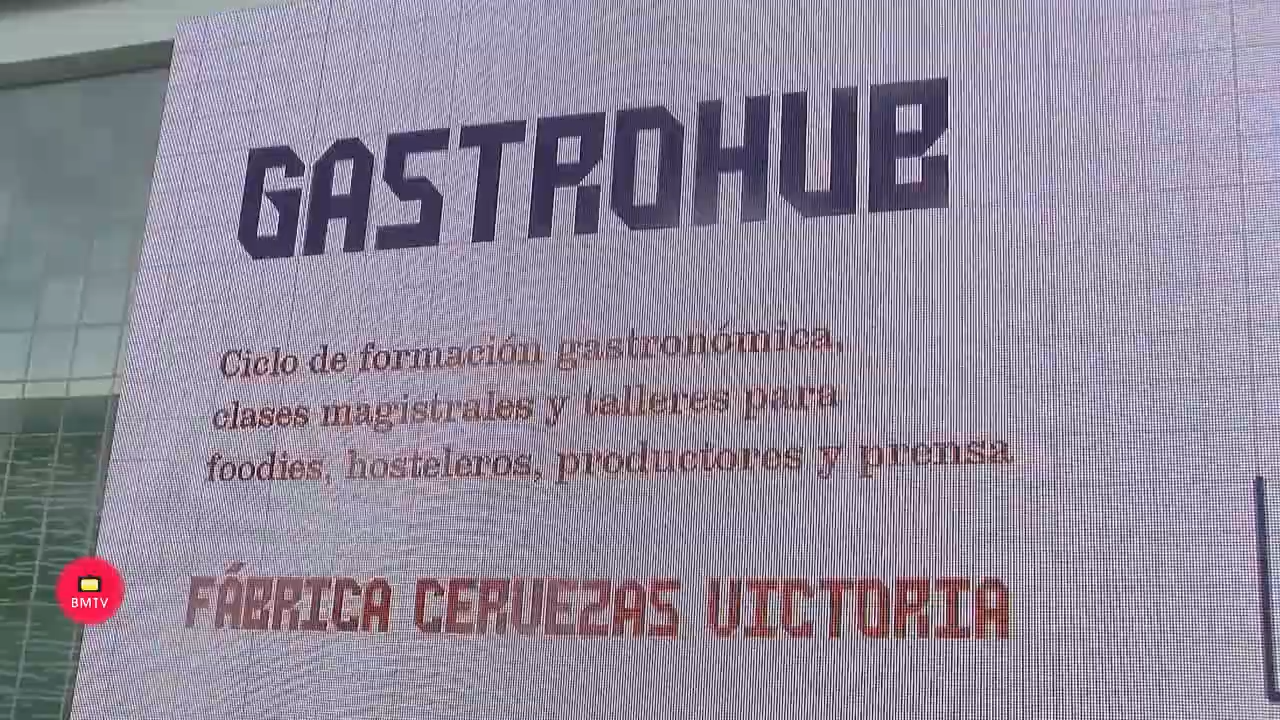 GASTROHUB
Ciclo de formación gastronómica,
clases magistrales y talleres para
foodies, hosteleros, productores y prensa
FÁBRICA CERVEZAS VICTORIA
BMTV